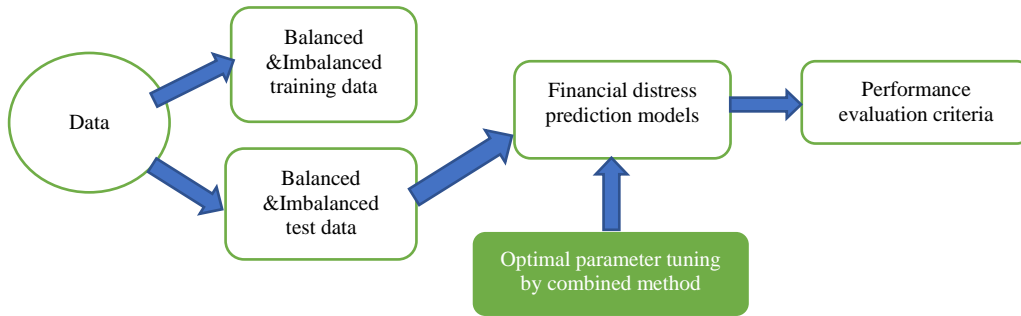 Data
Balanced
&Imbalanced
training data
Balanced
&Imbalanced
test data
Financial distress
prediction models
Optimal parameter tuning
by combined method
Performance
evaluation criteria